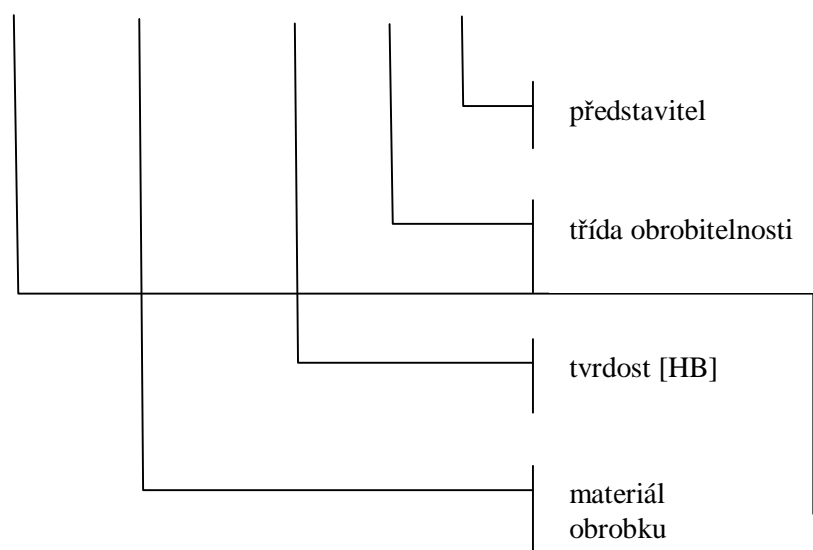 představitel
třída obrobitelnosti
tvrdost [HB]
materiál
obrobku